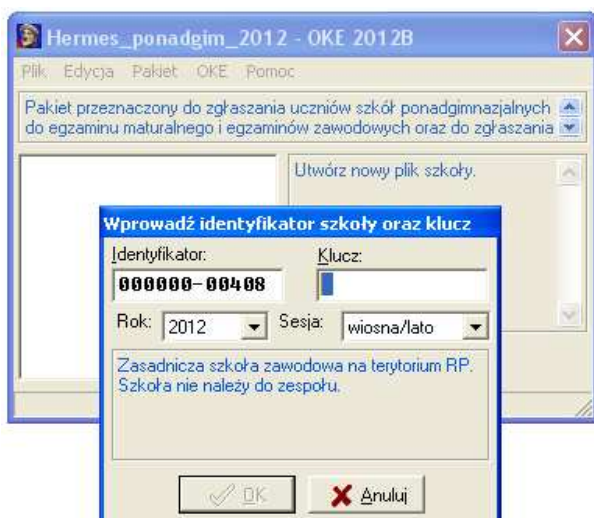 Hermes_ponadgim_2012 - OKE 2012B
Plik Edycja Pakiet OKE Pomoc
Pakiet przeznaczony do zgłaszania uczniów szkół ponadgimnazjalnych
do egzaminu maturalnego i egzaminów zawodowych oraz do zgłaszania
Utwórz nowy plik szkoły.
Wprowadź identyfikator szkoły oraz klucz
Identyfikator: Klucz:
000000-00408
Rok: 2012 Sesja: wiosna/lato
Zasadnicza szkoła zawodowa na terytorium RP.
Szkoła nie należy do zespołu.
OK Anuluj